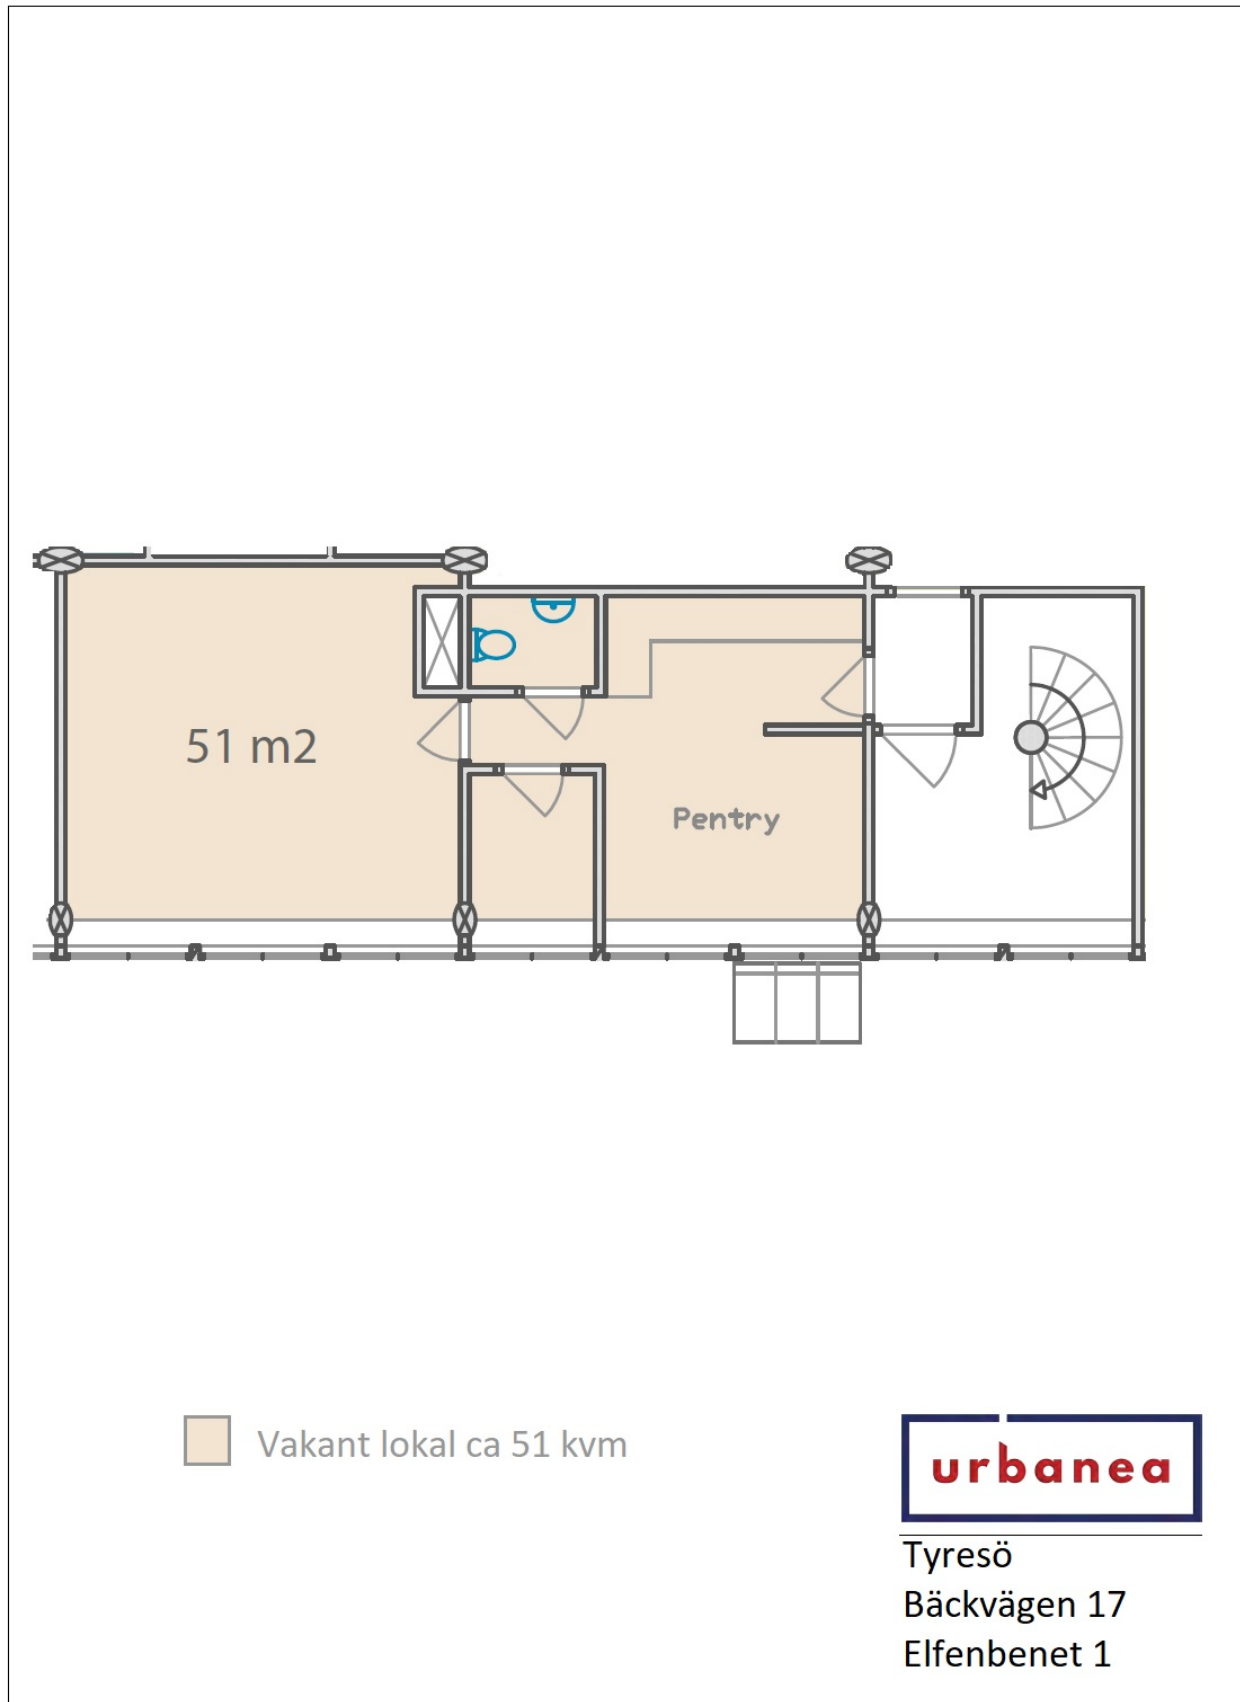 51 m2
Pentry
Vakant lokal ca 51 kvm
urbanea
Tyresö
Bäckvägen 17
Elfenbenet 1